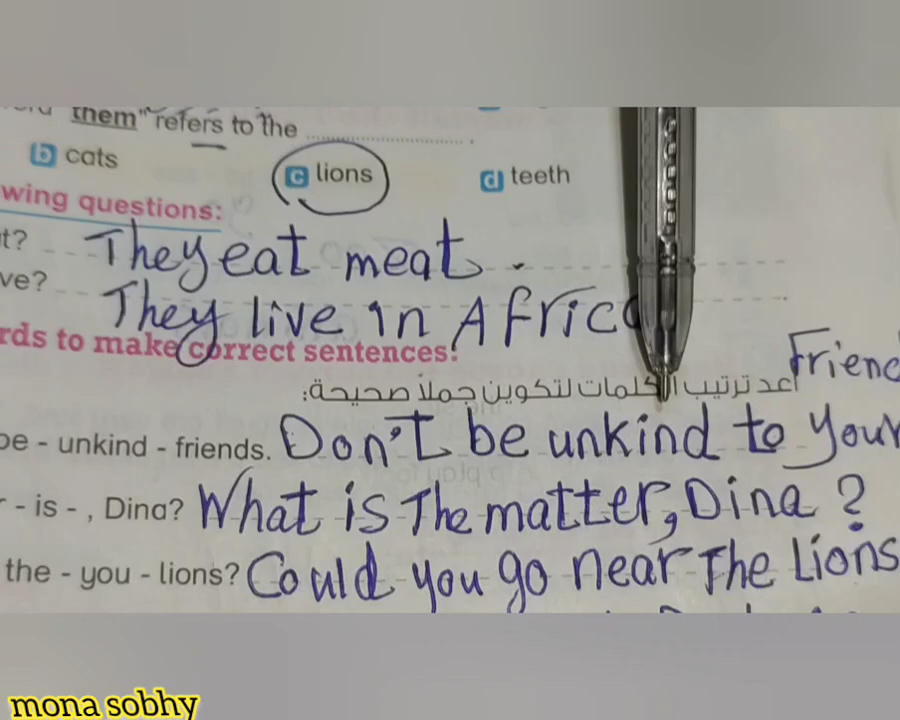 them" refers to the ................ .
b cats c lions d teeth
wing questions:
t? They eat meat.
ve? They live in Afric
rds to make correct sentences:
أعد ترتيب الكلمات لتكوين جملاً صحيحة:
Friend
be - unkind - friends. Don't be unkind to your
- is - , Dina? What is The matter, Dina ?
the - you - lions? Could you go near The lions
mona sobhy